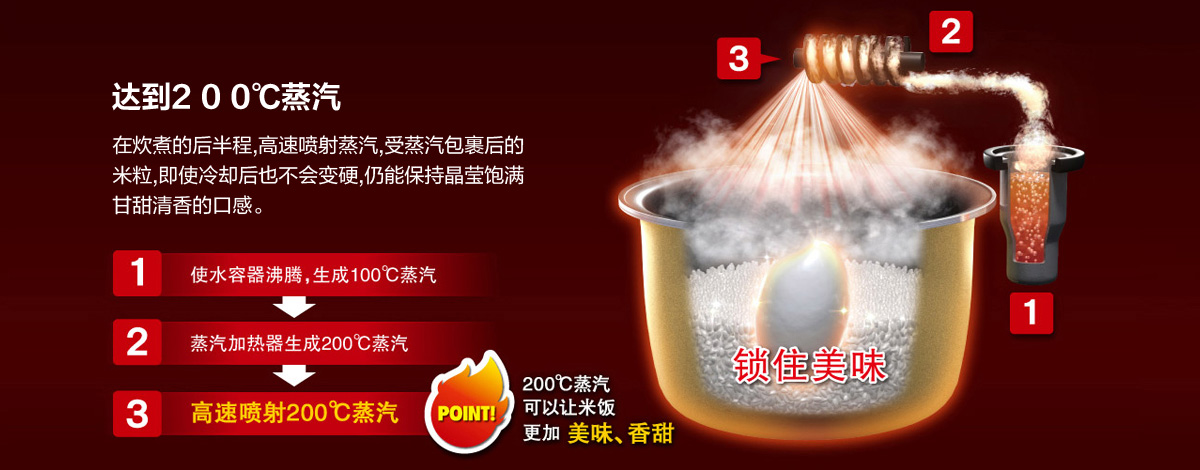 达到200℃蒸汽
在炊煮的后半程,高速喷射蒸汽,受蒸汽包裹后的
米粒,即使冷却后也不会变硬,仍能保持晶莹饱满
甘甜清香的口感。
1 使水容器沸腾,生成100℃蒸汽
2 蒸汽加热器生成200℃蒸汽
3 高速喷射200℃蒸汽
POINT!
200℃蒸汽
可以让米饭
更加 美味、香甜
3
2
1
锁住美味